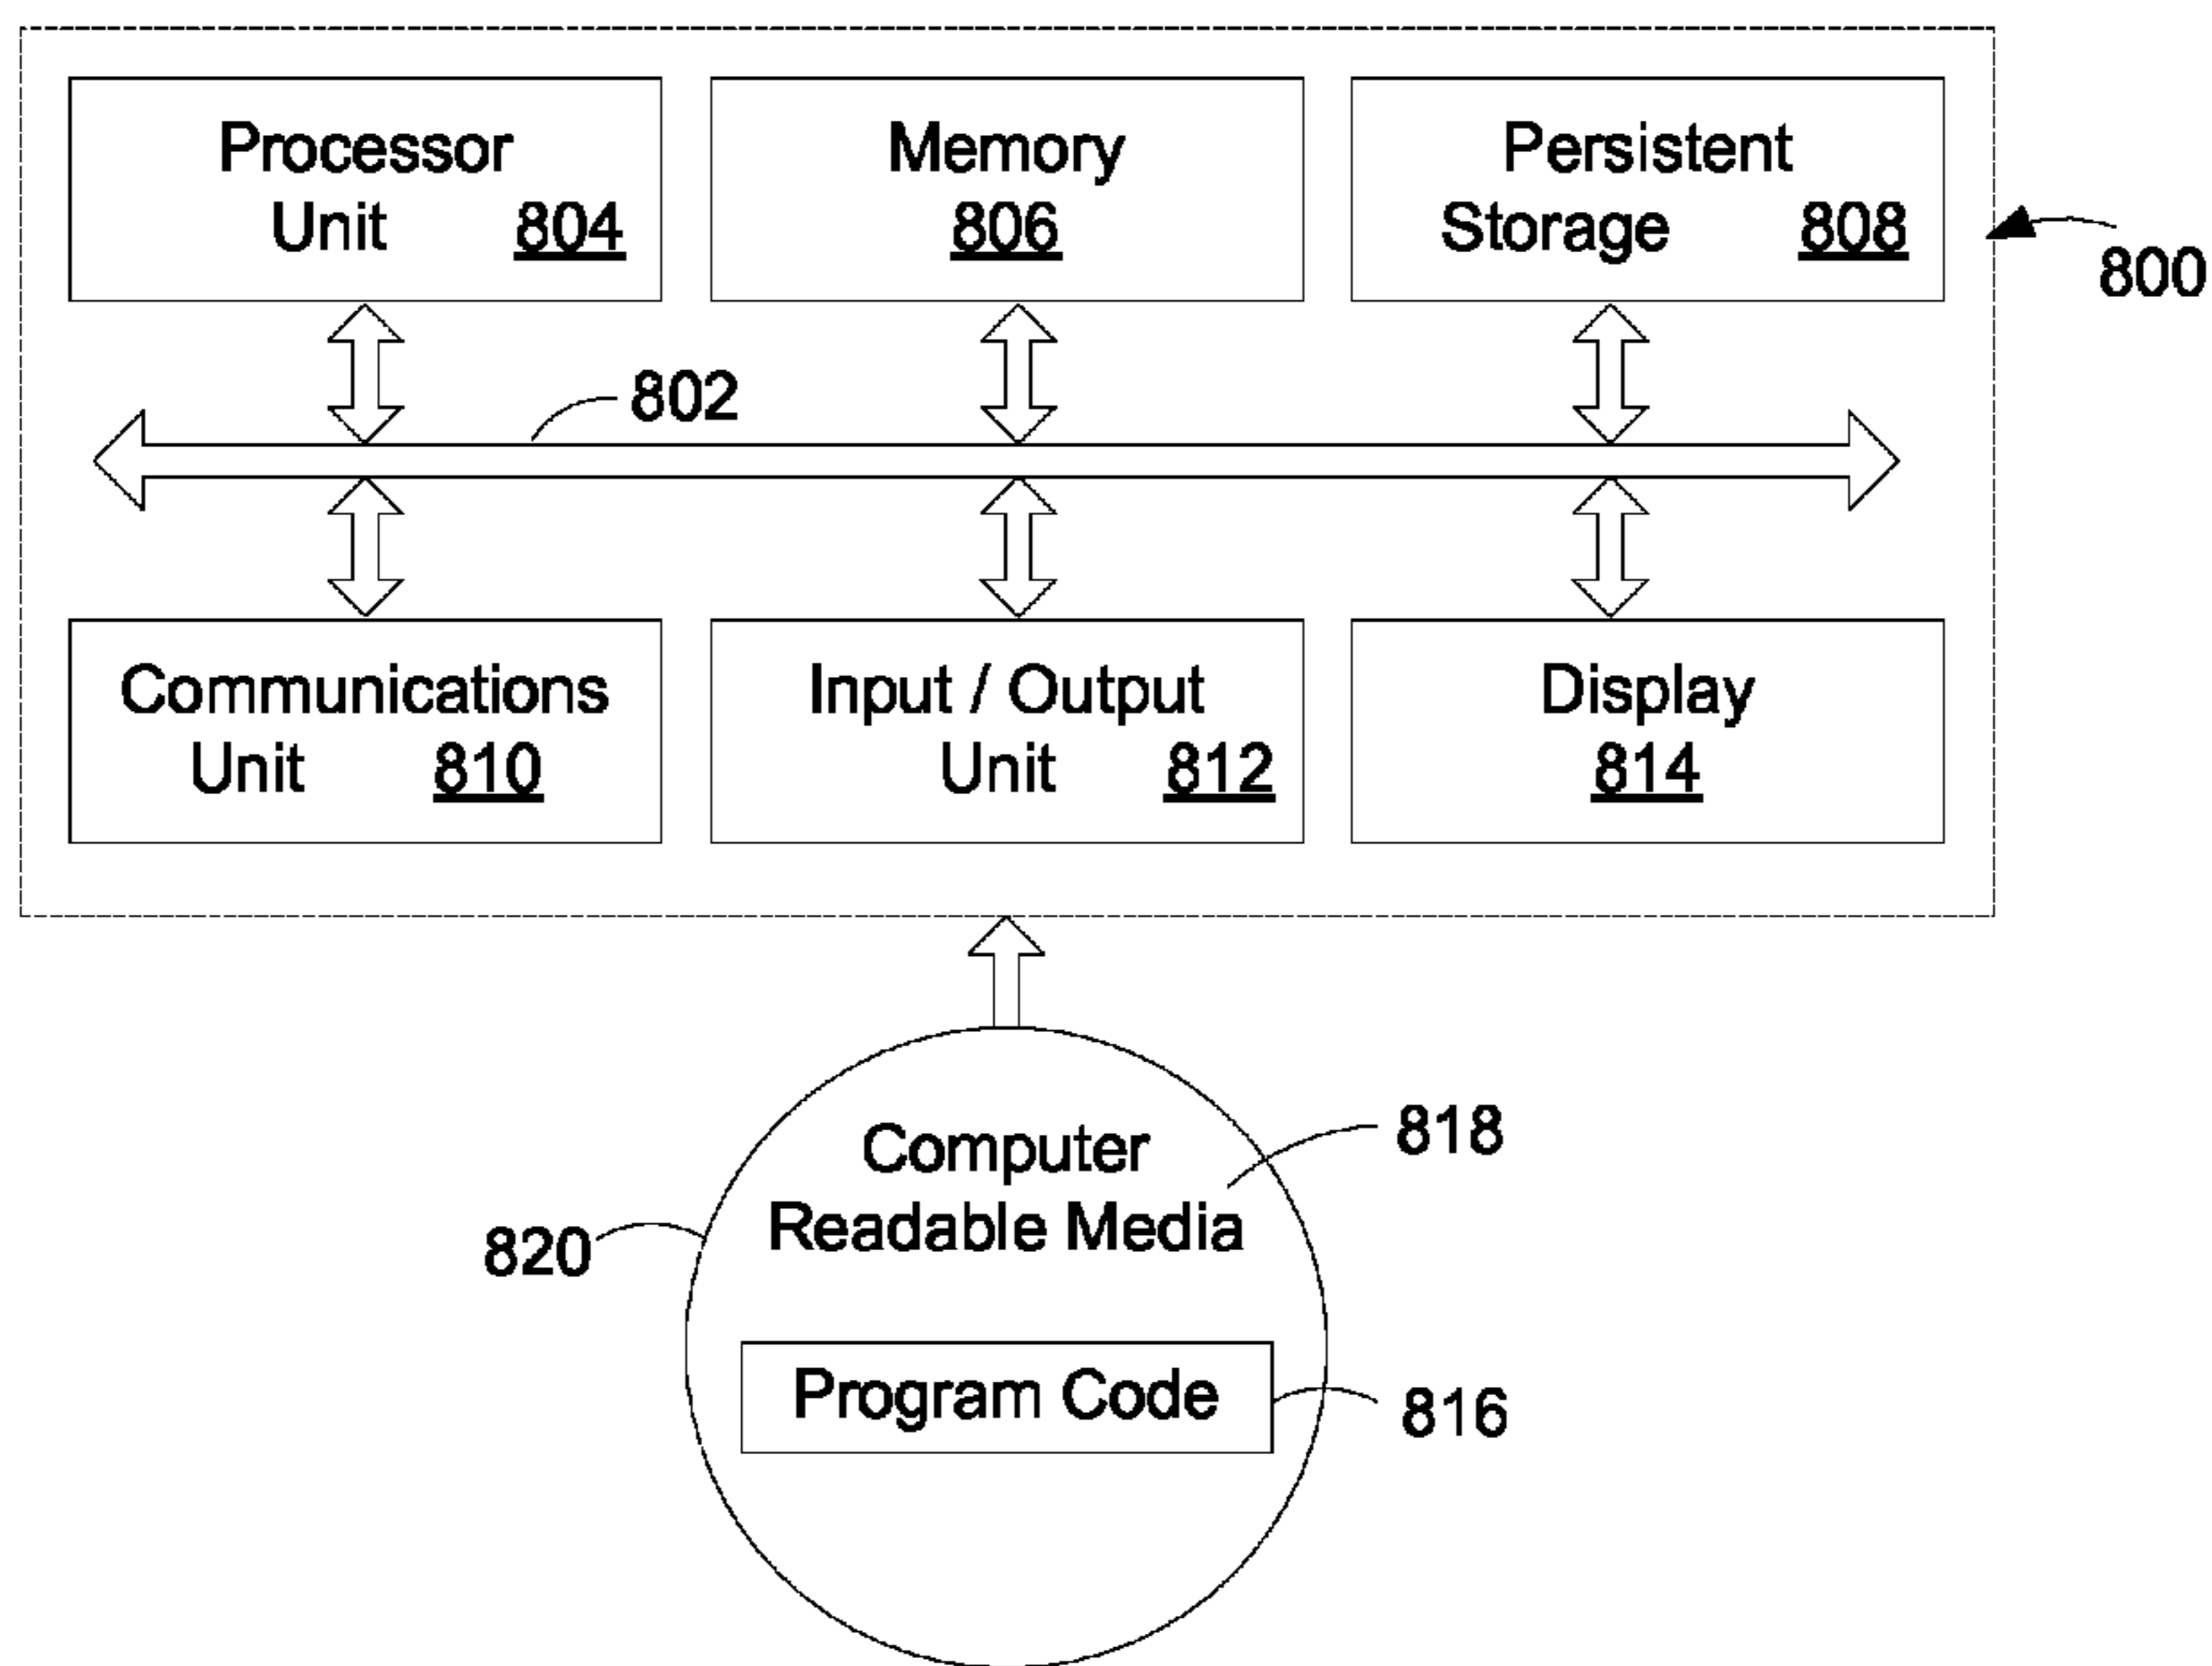 Processor
Unit 804
Memory
806
Persistent
Storage 808
800
802
Communications
Unit 810
Input / Output
Unit 812
Display
814
Computer
Readable Media
818
820
Program Code
816